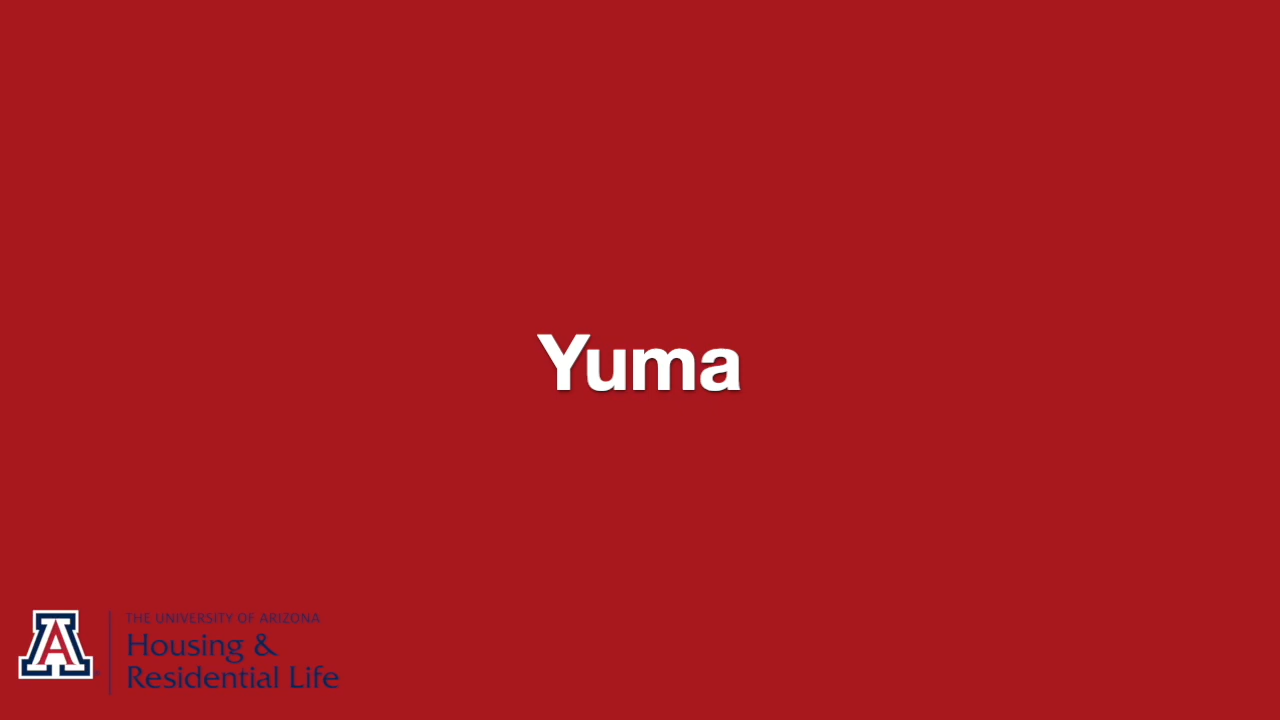 Yuma
A
THE UNIVERSITY OF ARIZONA
Housing &
Residential Life